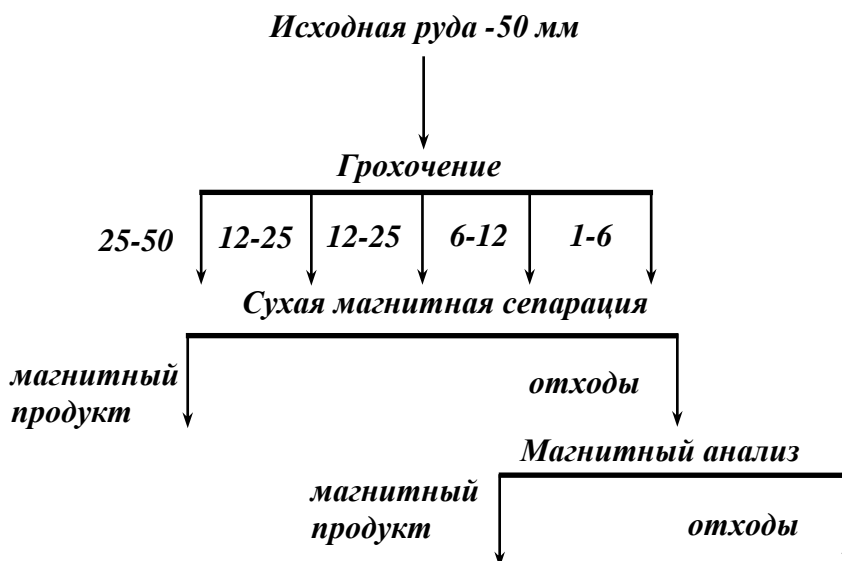 Исходная руда -50 мм
Грохочение
25-50 12-25 12-25 6-12 1-6
Сухая магнитная сепарация
магнитный
продукт
отходы
Магнитный анализ
магнитный
продукт
отходы